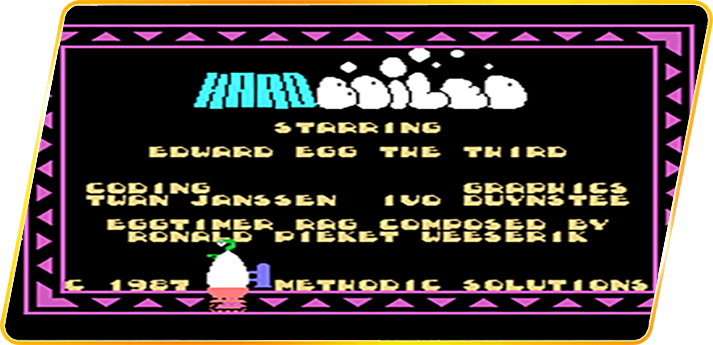 HARD BOILED
STARRING
EDWARD EGG THE THIRD
CODING GRAPHICS
TWAN JANSSEN IVO DUYNSTEE
EGGTIMER RAG COMPOSED BY
RONALD PIEKET WEESERIK
© 1987 METHODIC SOLUTIONS